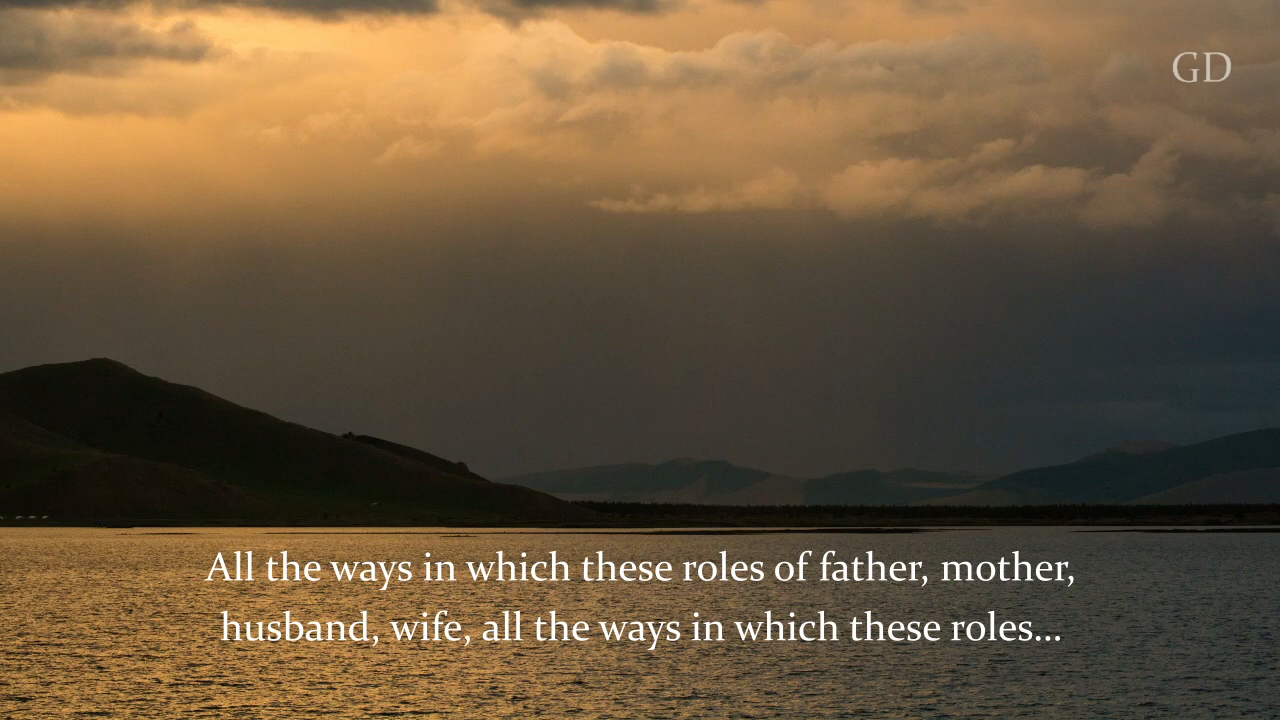 GD
All the ways in which these roles of father, mother,
husband, wife, all the ways in which these roles...